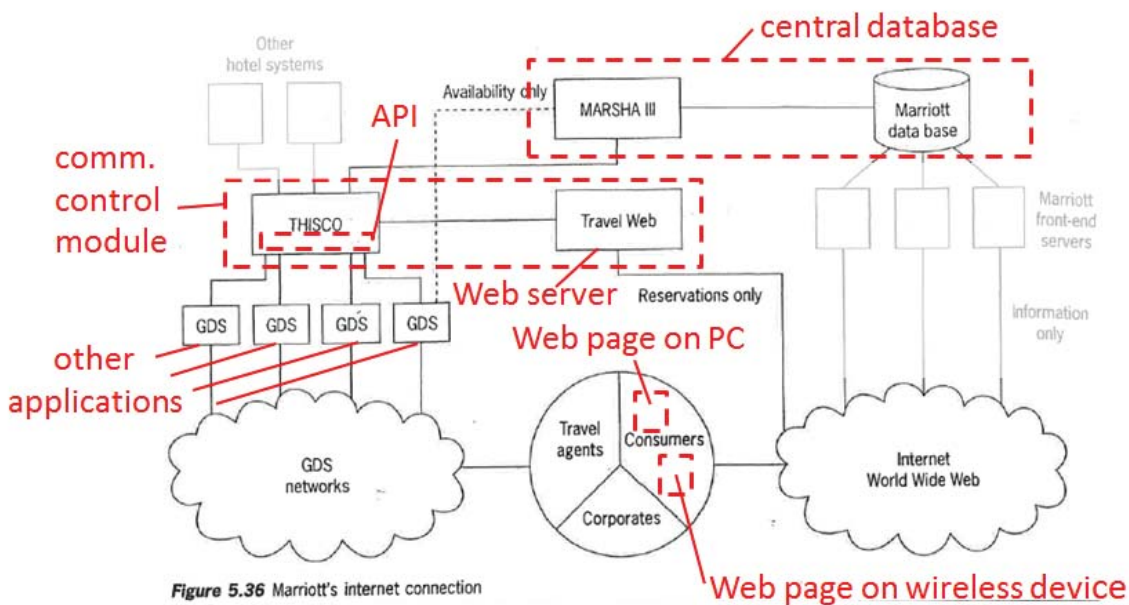 central database
Other
hotel systems
Availability only
MARSHA III
Marriott
data base
API
comm.
control
module
THISCO
Travel Web
Marriott
front-end
servers
Web server
Reservations only
Information
only
GDS
GDS
GDS
GDS
other
applications
Web page on PC
Travel
agents
Consumers
Corporates
GDS
networks
Internet
World Wide Web
Web page on wireless device
Figure 5.36 Marriott's internet connection